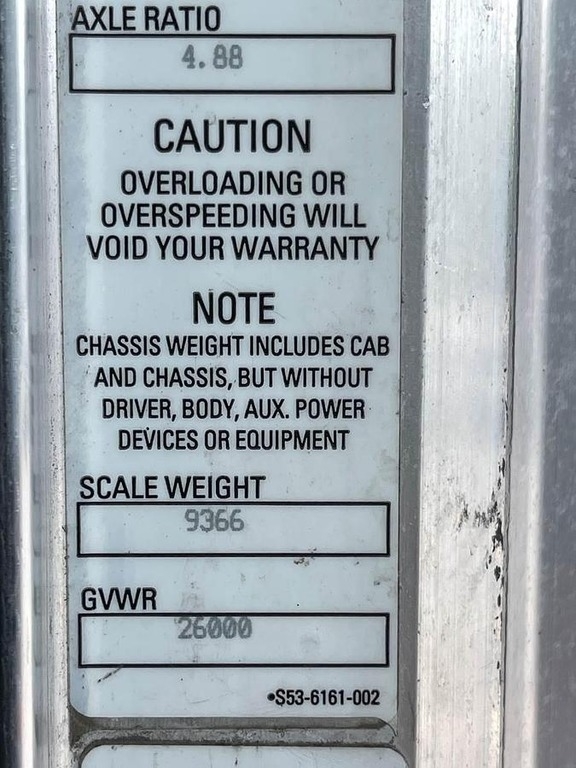 AXLE RATIO
4.88
CAUTION
OVERLOADING OR
OVERSPEEDING WILL
VOID YOUR WARRANTY
NOTE
CHASSIS WEIGHT INCLUDES CAB
AND CHASSIS, BUT WITHOUT
DRIVER, BODY, AUX. POWER
DEVICES OR EQUIPMENT
SCALE WEIGHT
9366
GVWR
26000
•S53-6161-002